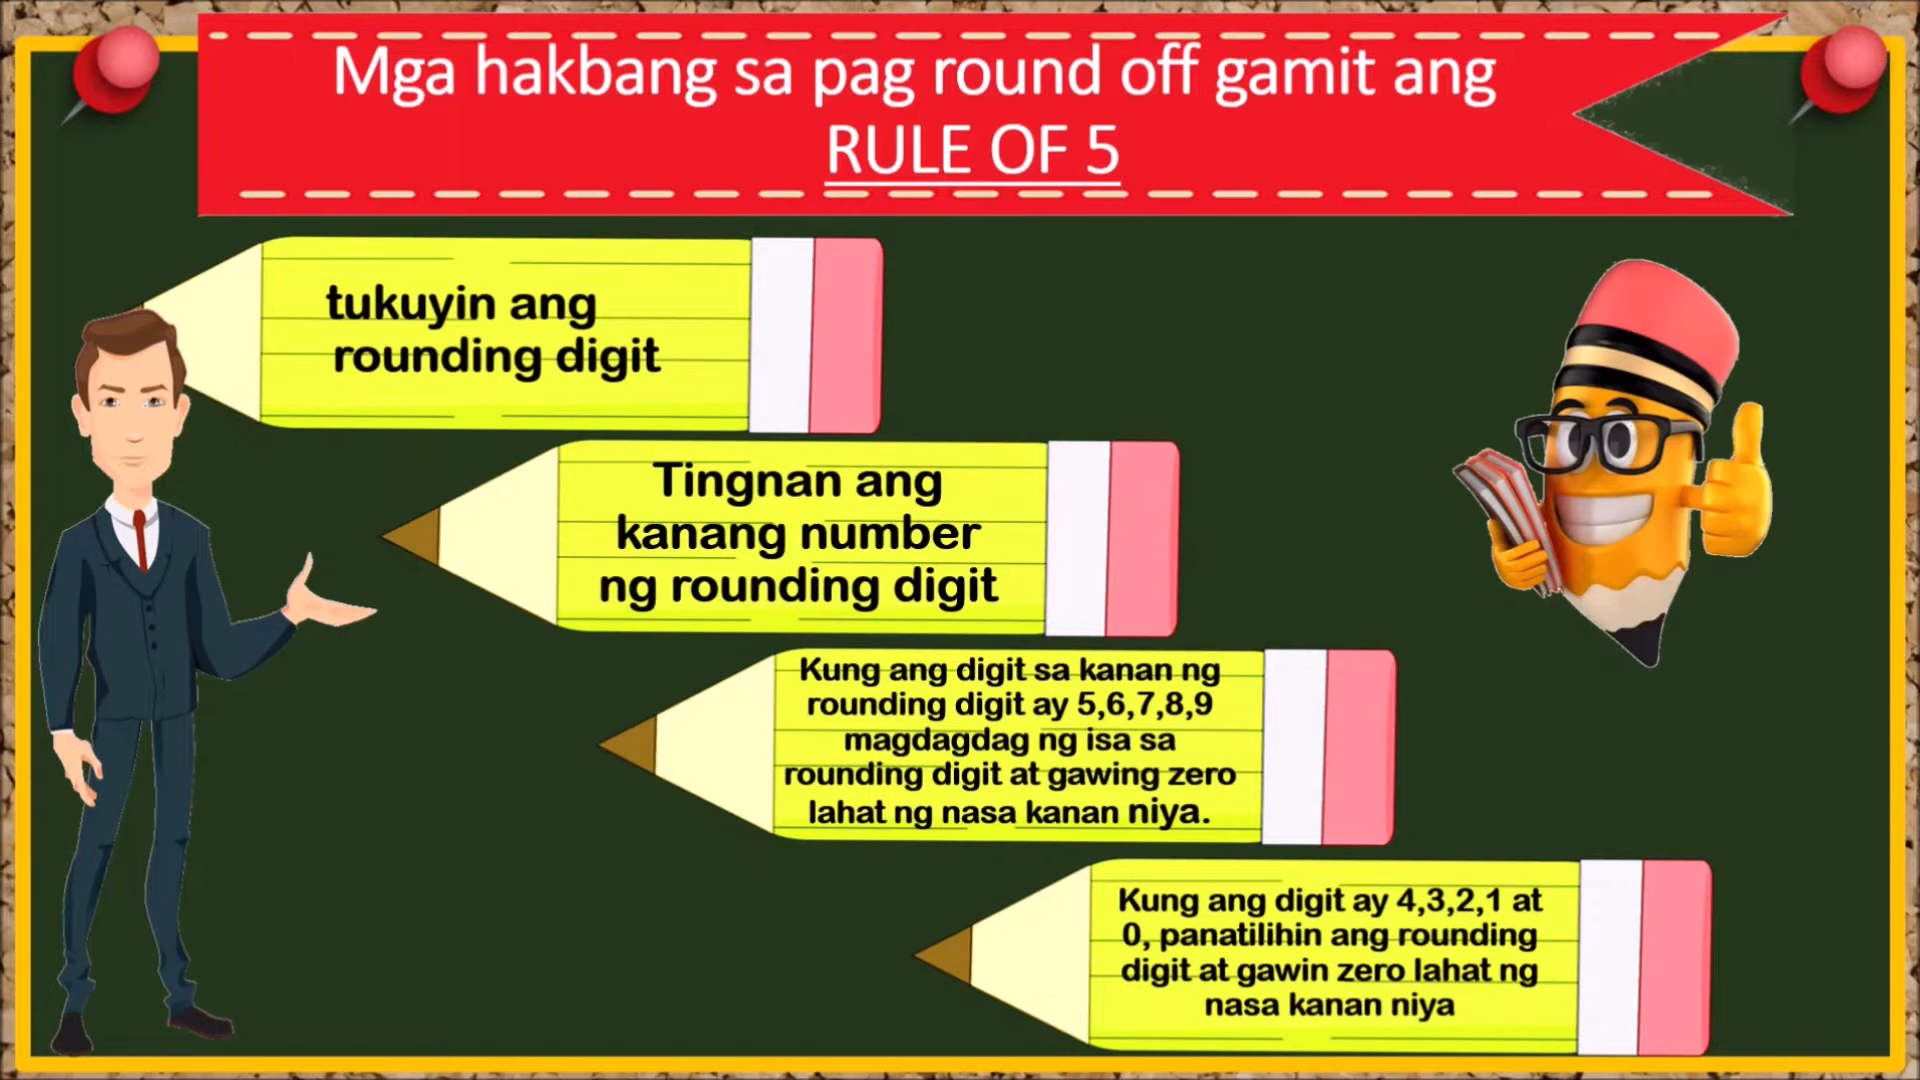 Mga hakbang sa pag round off gamit ang
RULE OF 5
tukuyin ang
rounding digit
Tingnan ang
kanang number
ng rounding digit
Kung ang digit sa kanan ng
rounding digit ay 5,6,7,8,9
magdagdag ng isa sa
rounding digit at gawing zero
lahat ng nasa kanan niya.
Kung ang digit ay 4,3,2,1 at
0, panatilihin ang rounding
digit at gawin zero lahat ng
nasa kanan niya